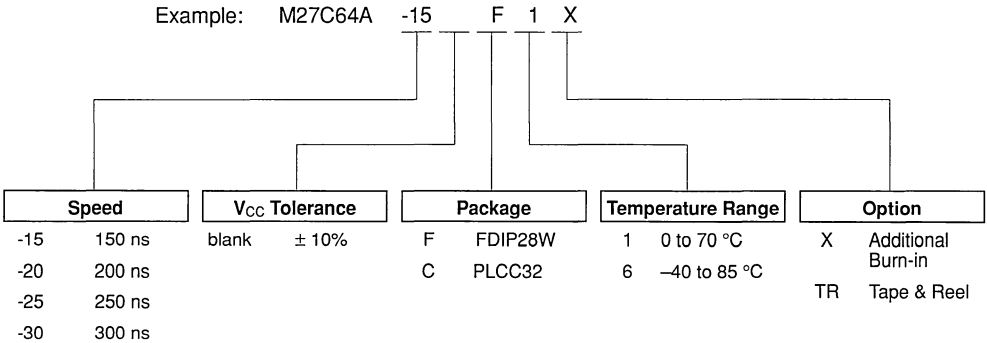 Example: M27C64A -15 F 1 X
Speed
-15 150 ns
-20 200 ns
-25 250 ns
-30 300 ns
VCC Tolerance
blank ± 10%
Package
F FDIP28W
C PLCC32
Temperature Range
1 0 to 70 °C
6 –40 to 85 °C
Option
X Additional
Burn-in
TR Tape & Reel